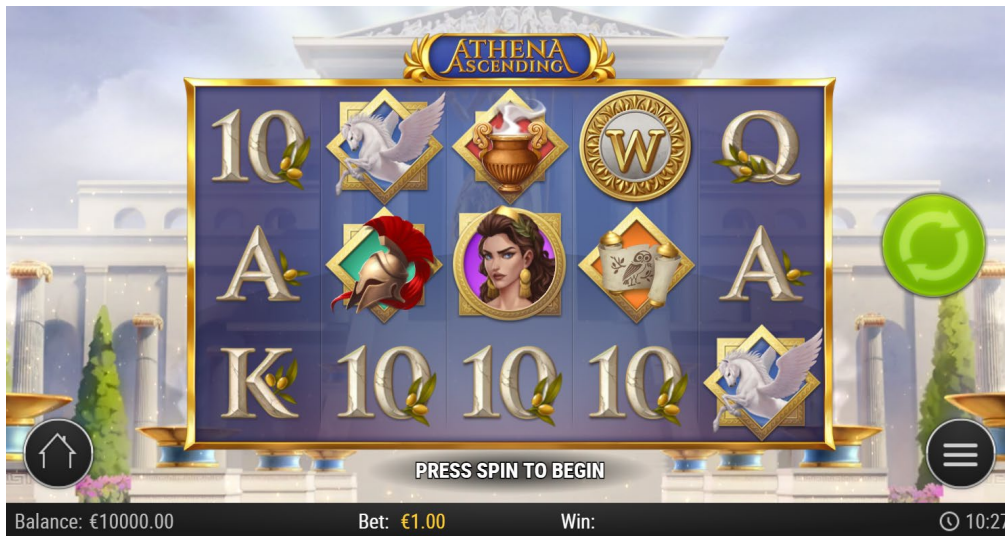 ATHENA
ASCENDING
10 W Q
A A
K 10 10 10
PRESS SPIN TO BEGIN
Balance: €10000.00 Bet: €1.00 Win: 10:27